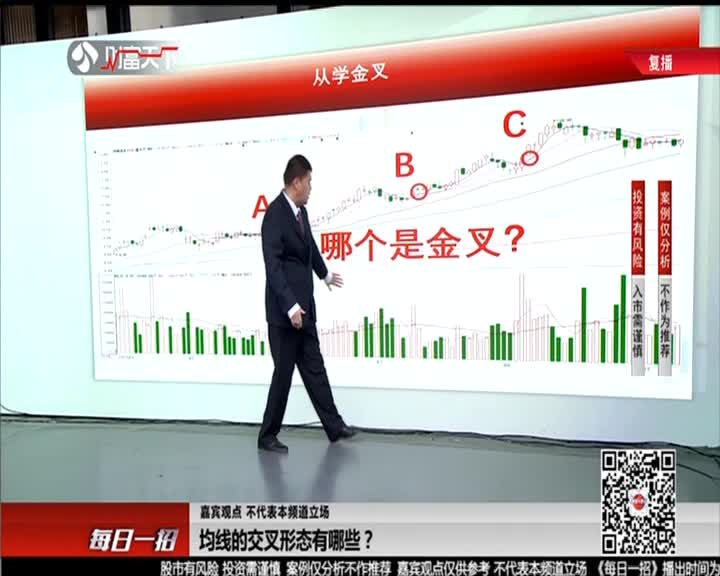 财富天下
从学金叉
复播
A
B
C
哪个是金叉?
投资有风险
入市需谨慎
案例仅分析
不作为推荐
嘉宾观点 不代表本频道立场
每日一招
均线的交叉形态有哪些?
股市有风险 投资需谨慎 案例仅分析不作推荐 嘉宾观点仅供参考 不代表本频道立场 《每日一招》播出时间为